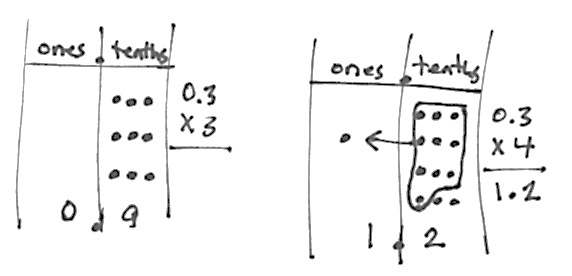 ones . tenths
0.3
X 3
0 . 9
ones . tenths
0.3
X 4
1.2
1 . 2